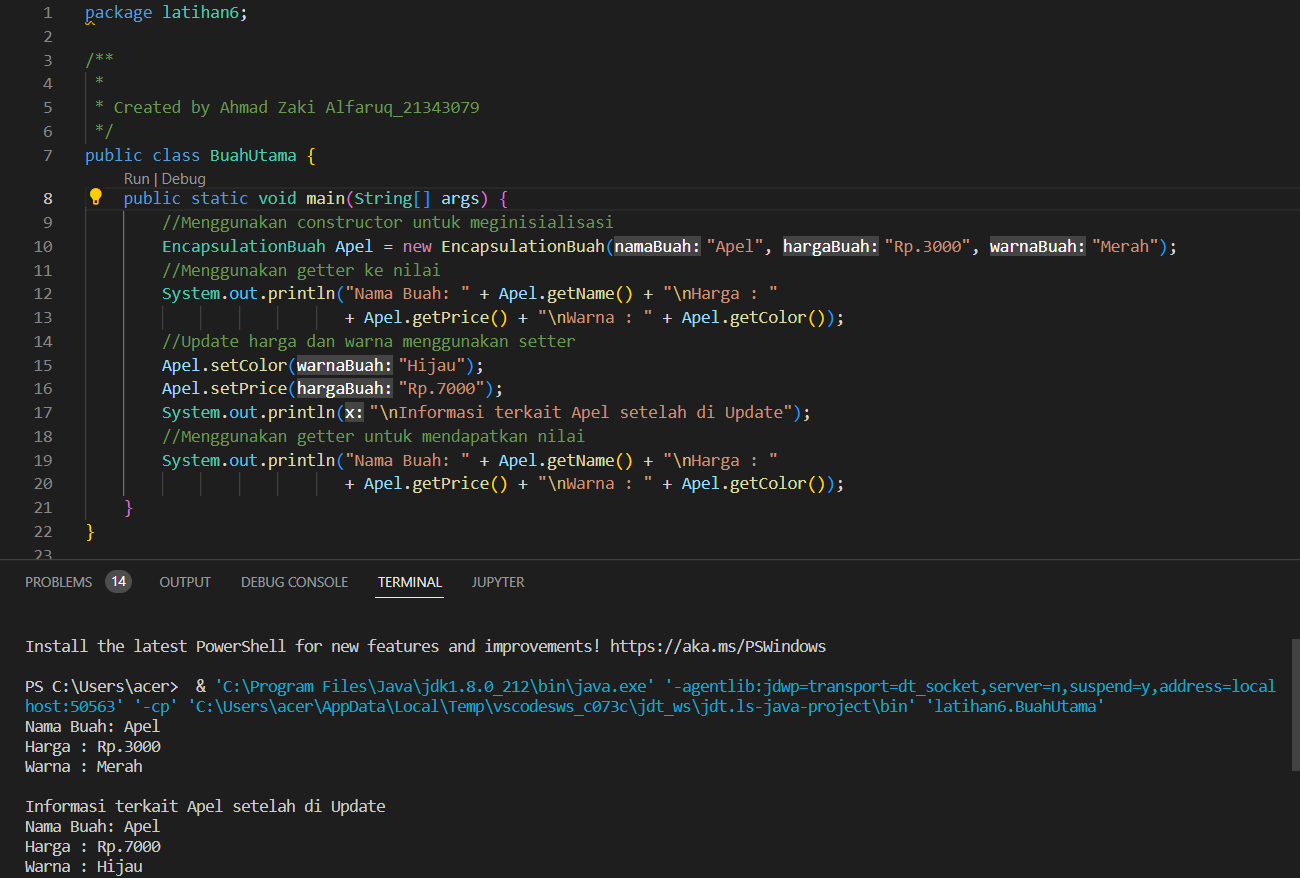 1 package latihan6;
2
3 /**
4 *
5 * Created by Ahmad Zaki Alfaruq_21343079
6 */
7 public class BuahUtama {
Run | Debug
8 public static void main(String[] args) {
9 //Menggunakan constructor untuk meginisialisasi
10 EncapsulationBuah Apel = new EncapsulationBuah(namaBuah: "Apel", hargaBuah: "Rp.3000", warnaBuah: "Merah");
11 //Menggunakan getter ke nilai
12 System.out.println("Nama Buah: " + Apel.getName() + "\nHarga : "
13 + Apel.getPrice() + "\nWarna : " + Apel.getColor());
14 //Update harga dan warna menggunakan setter
15 Apel.setColor(warnaBuah: "Hijau");
16 Apel.setPrice(hargaBuah: "Rp.7000");
17 System.out.println(x: "\nInformasi terkait Apel setelah di Update");
18 //Menggunakan getter untuk mendapatkan nilai
19 System.out.println("Nama Buah: " + Apel.getName() + "\nHarga : "
20 + Apel.getPrice() + "\nWarna : " + Apel.getColor());
21 }
22 }
23
PROBLEMS 14 OUTPUT DEBUG CONSOLE TERMINAL JUPYTER
Install the latest PowerShell for new features and improvements! https://aka.ms/PSWindows
PS C:\Users\acer>  & 'C:\Program Files\Java\jdk1.8.0_212\bin\java.exe' '-agentlib:jdwp=transport=dt_socket,server=n,suspend=y,address=local
host:50563' '-cp' 'C:\Users\acer\AppData\Local\Temp\vscodesws_c073c\jdt_ws\jdt.ls-java-project\bin' 'latihan6.BuahUtama'
Nama Buah: Apel
Harga : Rp.3000
Warna : Merah
Informasi terkait Apel setelah di Update
Nama Buah: Apel
Harga : Rp.7000
Warna : Hijau